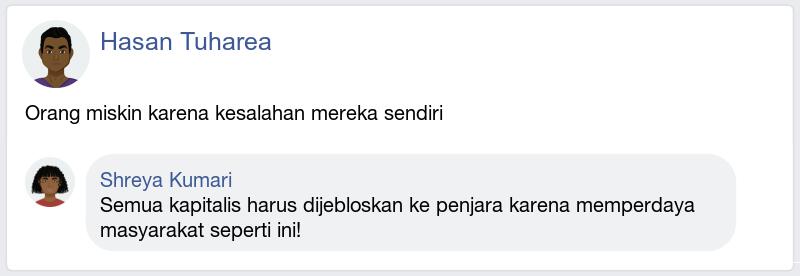 Hasan Tuharea
Orang miskin karena kesalahan mereka sendiri
Shreya Kumari
Semua kapitalis harus dijebloskan ke penjara karena memperdaya
masyarakat seperti ini!